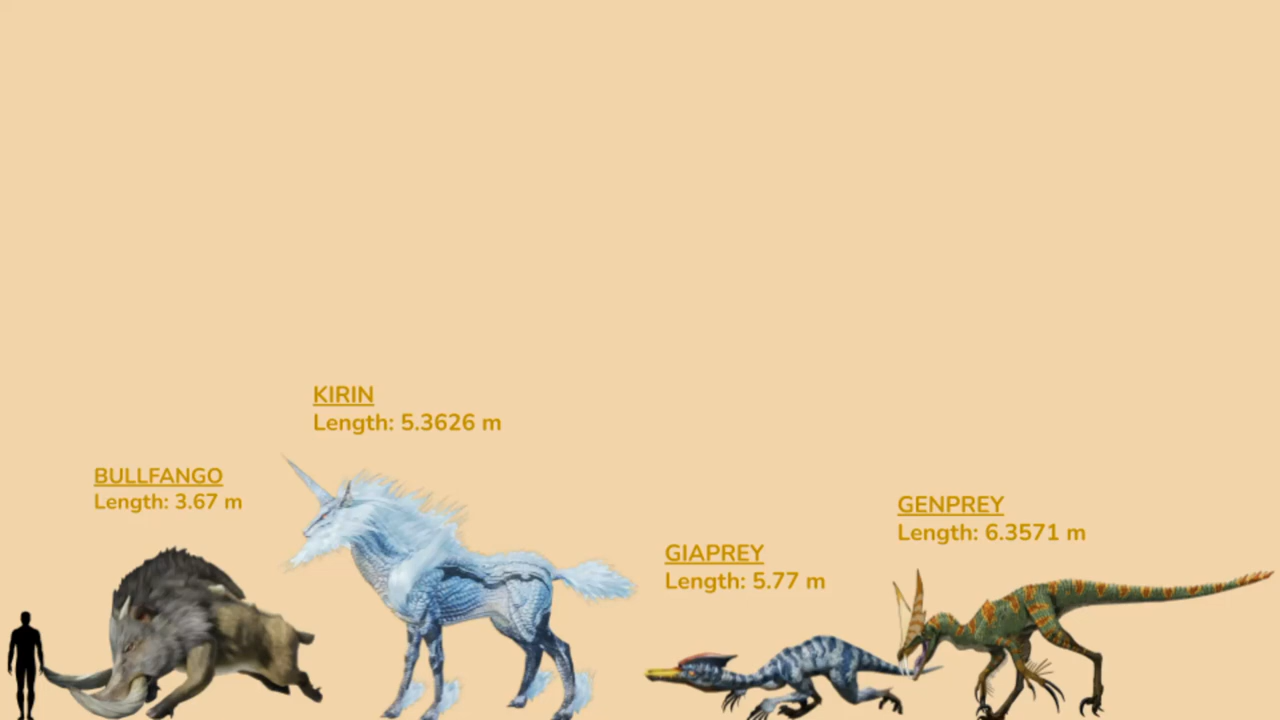 BULLFANGO
Length: 3.67 m
KIRIN
Length: 5.3626 m
GIAPREY
Length: 5.77 m
GENPREY
Length: 6.3571 m